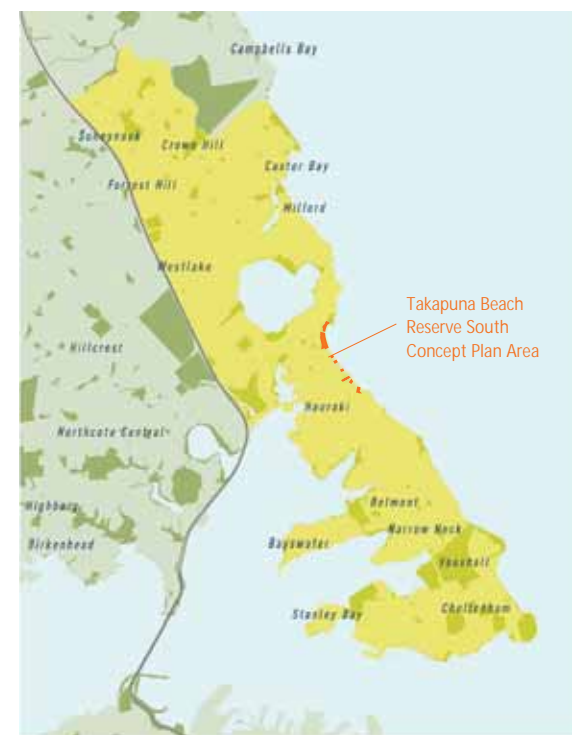 Campbells Bay
Sunnynook
Crown Hill
Castor Bay
Forrest Hill
Milford
Westlake
Takapuna Beach
Reserve South
Concept Plan Area
Hillcrest
Hauraki
Northcote Central
Highbury
Belmont
Narrow Neck
Birkenhead
Bayswater
Vauxhall
Stanley Bay
Cheltenham